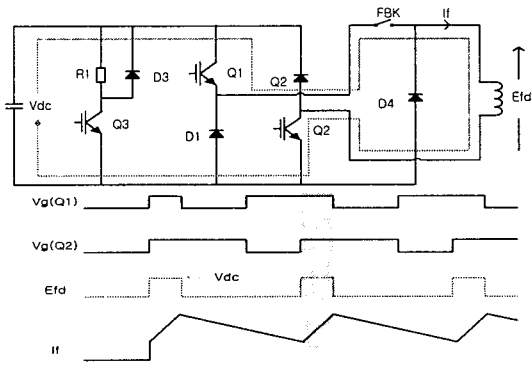 FBK
If
R1
D3
Q1
Q2
Vdc
Q3
D1
Q2
D4
Efd
Vg(Q1)
Vg(Q2)
Efd
Vdc
If